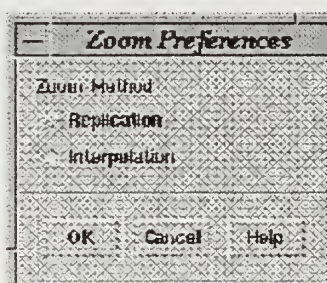 Zoom Preferences
Zoom Method
Replication
Interpolation
OK Cancel Help